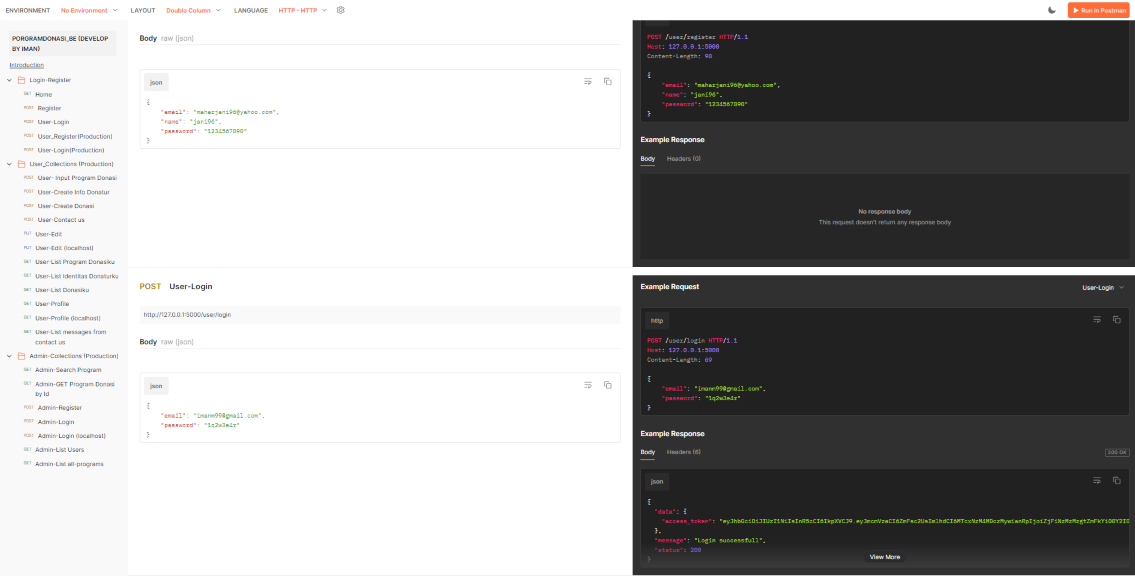 ENVIRONMENT No Environment LAYOUT Double Column LANGUAGE HTTP - HTTP Run in Postman
PORGRAMDONASI_BE (DEVELOP BY IMAN)
Introduction
Login-Register
GET Home
POST Register
POST User-Login
POST User_Register(Production)
POST User-Login(Production)
User_Collections (Production)
POST User- Input Program Donasi
POST User-Create Info Donatur
POST User-Create Donasi
POST User-Contact us
PUT User-Edit
PUT User-Edit (localhost)
GET User-List Program Donasiku
GET User-List Identitas Donaturku
GET User-List Donasiku
GET User-Profile
GET User-Profile (localhost)
GET User-List messages from contact us
Admin-Collections (Production)
GET Admin-Search Program
GET Admin-GET Program Donasi by Id
POST Admin-Register
POST Admin-Login
POST Admin-Login (localhost)
GET Admin-List Users
GET Admin-List all-programs
Body raw (json)
json
{
"email": "maharjani96@yahoo.com",
"name": "jani96",
"password": "1234567890"
}
POST /user/register HTTP/1.1
Host: 127.0.0.1:5000
Content-Length: 90
{
"email": "maharjani96@yahoo.com",
"name": "jani96",
"password": "1234567890"
}
Example Response
Body Headers (0)
No response body
This request doesn't return any response body
POST User-Login
http://127.0.0.1:5000/user/login
Body raw (json)
json
{
"email": "imann99@gmail.com",
"password": "1q2w3e4r"
}
Example Request User-Login
http
POST /user/login HTTP/1.1
Host: 127.0.0.1:5000
Content-Length: 69
{
"email": "imann99@gmail.com",
"password": "1q2w3e4r"
}
Example Response
Body Headers (6) 200 OK
json
{
"data": {
"access_token":
},
"message": "Login successfull",
"status": 200
}
View More